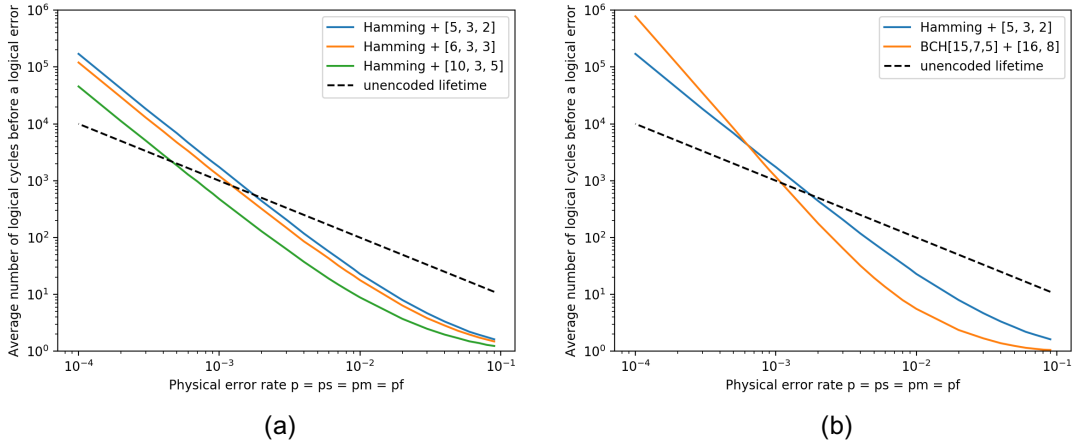 Average number of logical cycles before a logical error
10^6
10^5
10^4
10^3
10^2
10^1
10^0
Hamming + [5, 3, 2]
Hamming + [6, 3, 3]
Hamming + [10, 3, 5]
unencoded lifetime
10^-4
10^-3
10^-2
10^-1
Physical error rate p = ps = pm = pf
(a)
Average number of logical cycles before a logical error
10^6
10^5
10^4
10^3
10^2
10^1
10^0
Hamming + [5, 3, 2]
BCH[15,7,5] + [16, 8]
unencoded lifetime
10^-4
10^-3
10^-2
10^-1
Physical error rate p = ps = pm = pf
(b)